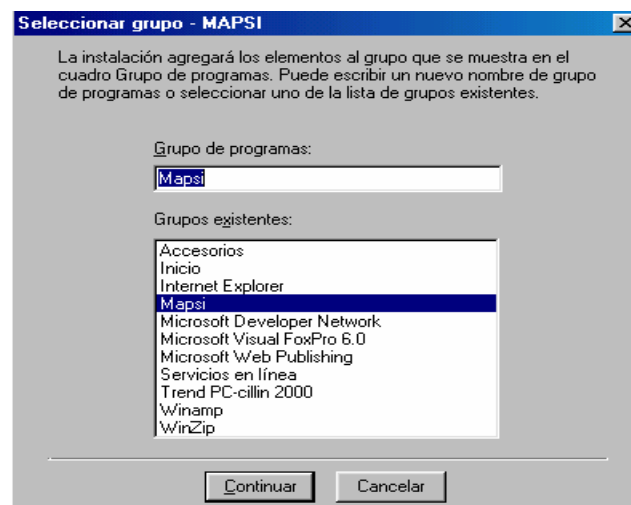 Seleccionar grupo - MAPSI
La instalación agregará los elementos al grupo que se muestra en el
cuadro Grupo de programas. Puede escribir un nuevo nombre de grupo
de programas o seleccionar uno de la lista de grupos existentes.
Grupo de programas:
Mapsi
Grupos existentes:
Accesorios
Inicio
Internet Explorer
Mapsi
Microsoft Developer Network
Microsoft Visual FoxPro 6.0
Microsoft Web Publishing
Servicios en línea
Trend PC-cillin 2000
Winamp
WinZip
Continuar
Cancelar